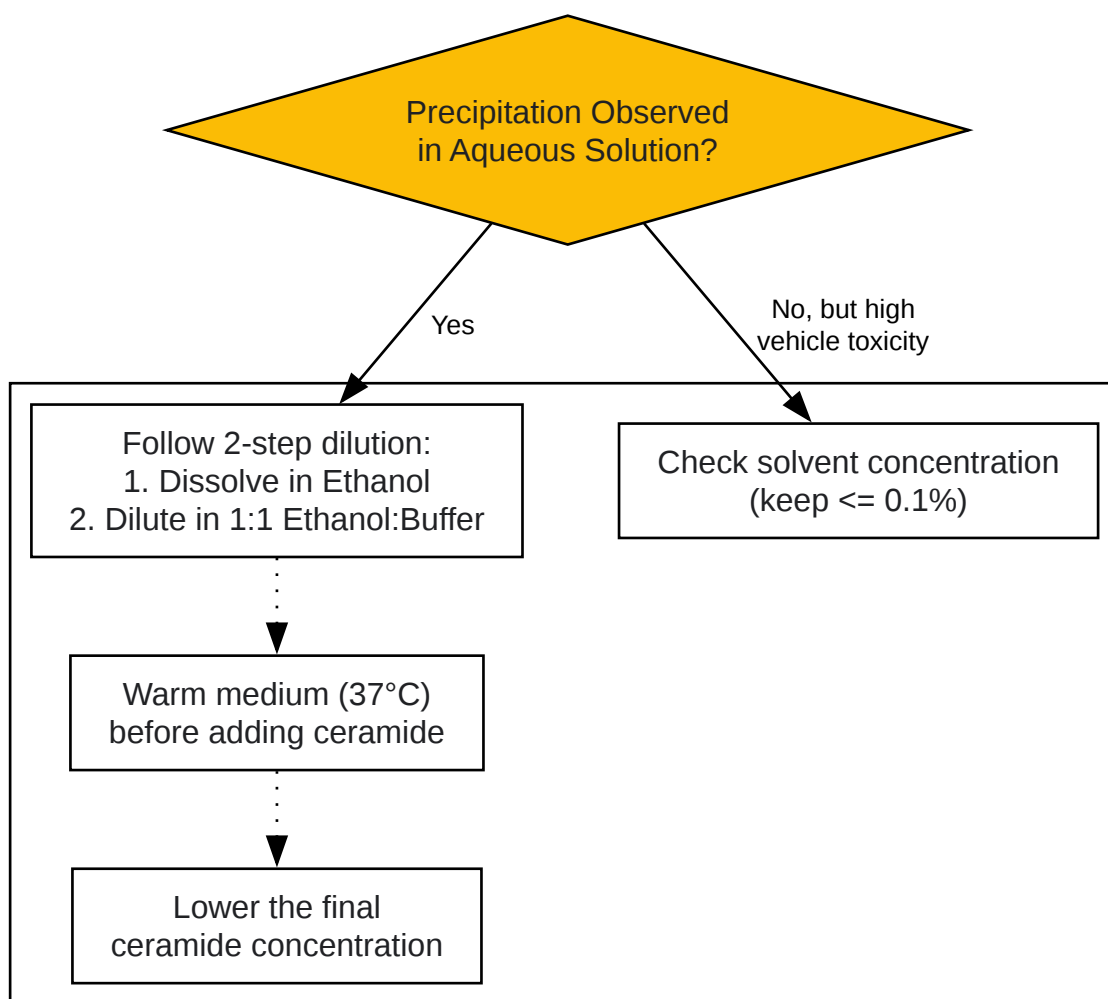 Precipitation Observed
in Aqueous Solution?
Yes
No, but high
vehicle toxicity
Follow 2-step dilution:
1. Dissolve in Ethanol
2. Dilute in 1:1 Ethanol:Buffer
Check solvent concentration
(keep <= 0.1%)
Warm medium (37°C)
before adding ceramide
Lower the final
ceramide concentration